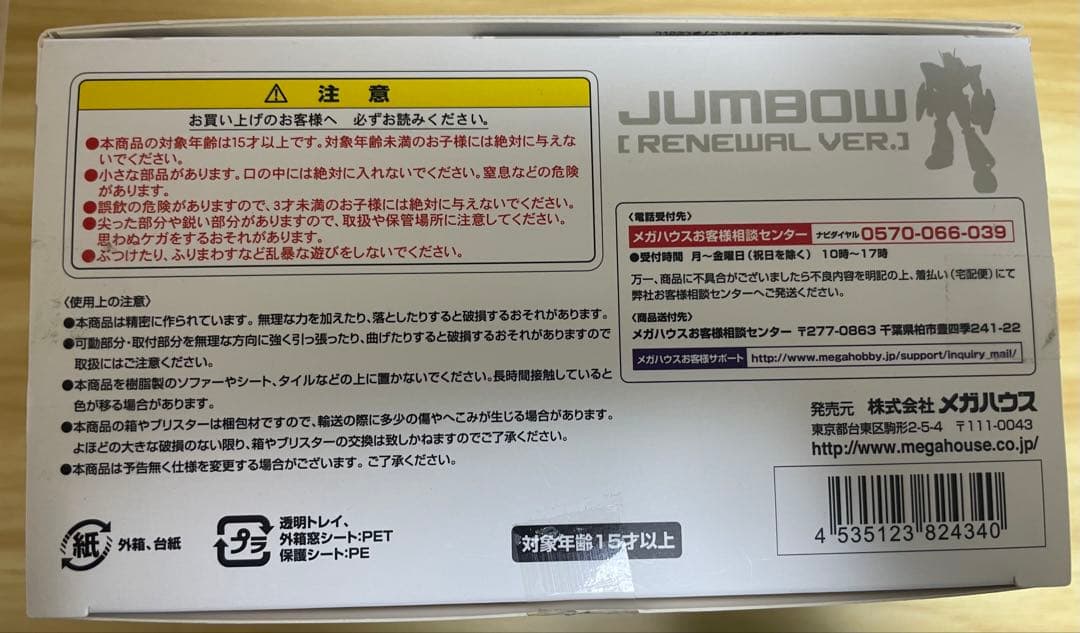 ⚠ 注意
お買い上げのお客様へ 必ずお読みください。
●本商品の対象年齢は15才以上です。対象年齢未満のお子様には絶対に与えな
いでください。
●小さな部品があります。口の中には絶対に入れないでください。窒息などの危険
があります。
●誤飲の危険がありますので、3才未満のお子様には絶対に与えないでください。
●尖った部分や鋭い部分がありますので、取扱や保管場所に注意してください。
思わぬケガをするおそれがあります。
●ぶつけたり、ふりまわすなど乱暴な遊びをしないでください。
〈使用上の注意〉
●本商品は精密に作られています。無理な力を加えたり、落としたりすると破損するおそれがあります。
●可動部分・取付部分を無理な方向に強く引っ張ったり、曲げたりすると破損するおそれがありますので
取扱にはご注意ください。
●本商品を樹脂製のソファーやシート、タイルなどの上に置かないでください。長時間接触していると
色が移る場合があります。
●本商品の箱やブリスターは梱包材ですので、輸送の際に多少の傷やへこみが生じる場合があります。
よほどの大きな破損のない限り、箱やブリスターの交換は致しかねますのでご了承ください。
●本商品は予告無く仕様を変更する場合がございます。ご了承ください。
紙 外箱、台紙
プラ 透明トレイ、
外箱窓シート:PET
保護シート:PE
対象年齢15才以上
JUMBOW
[RENEWAL VER.]
〈電話受付先〉
メガハウスお客様相談センター ナビダイヤル 0570-066-039
●受付時間 月~金曜日(祝日を除く) 10時~17時
万一、商品に不具合がございましたら不良内容を明記の上、着払い(宅配便)にて
弊社お客様相談センターへご発送ください。
〈商品送付先〉
メガハウスお客様相談センター 〒277-0863 千葉県柏市豊四季241-22
メガハウスお客様サポート http://www.megahobby.jp/support/inquiry_mail/
発売元 株式会社メガハウス
東京都台東区駒形2-5-4 〒111-0043
http://www.megahouse.co.jp/
4 535123 824340